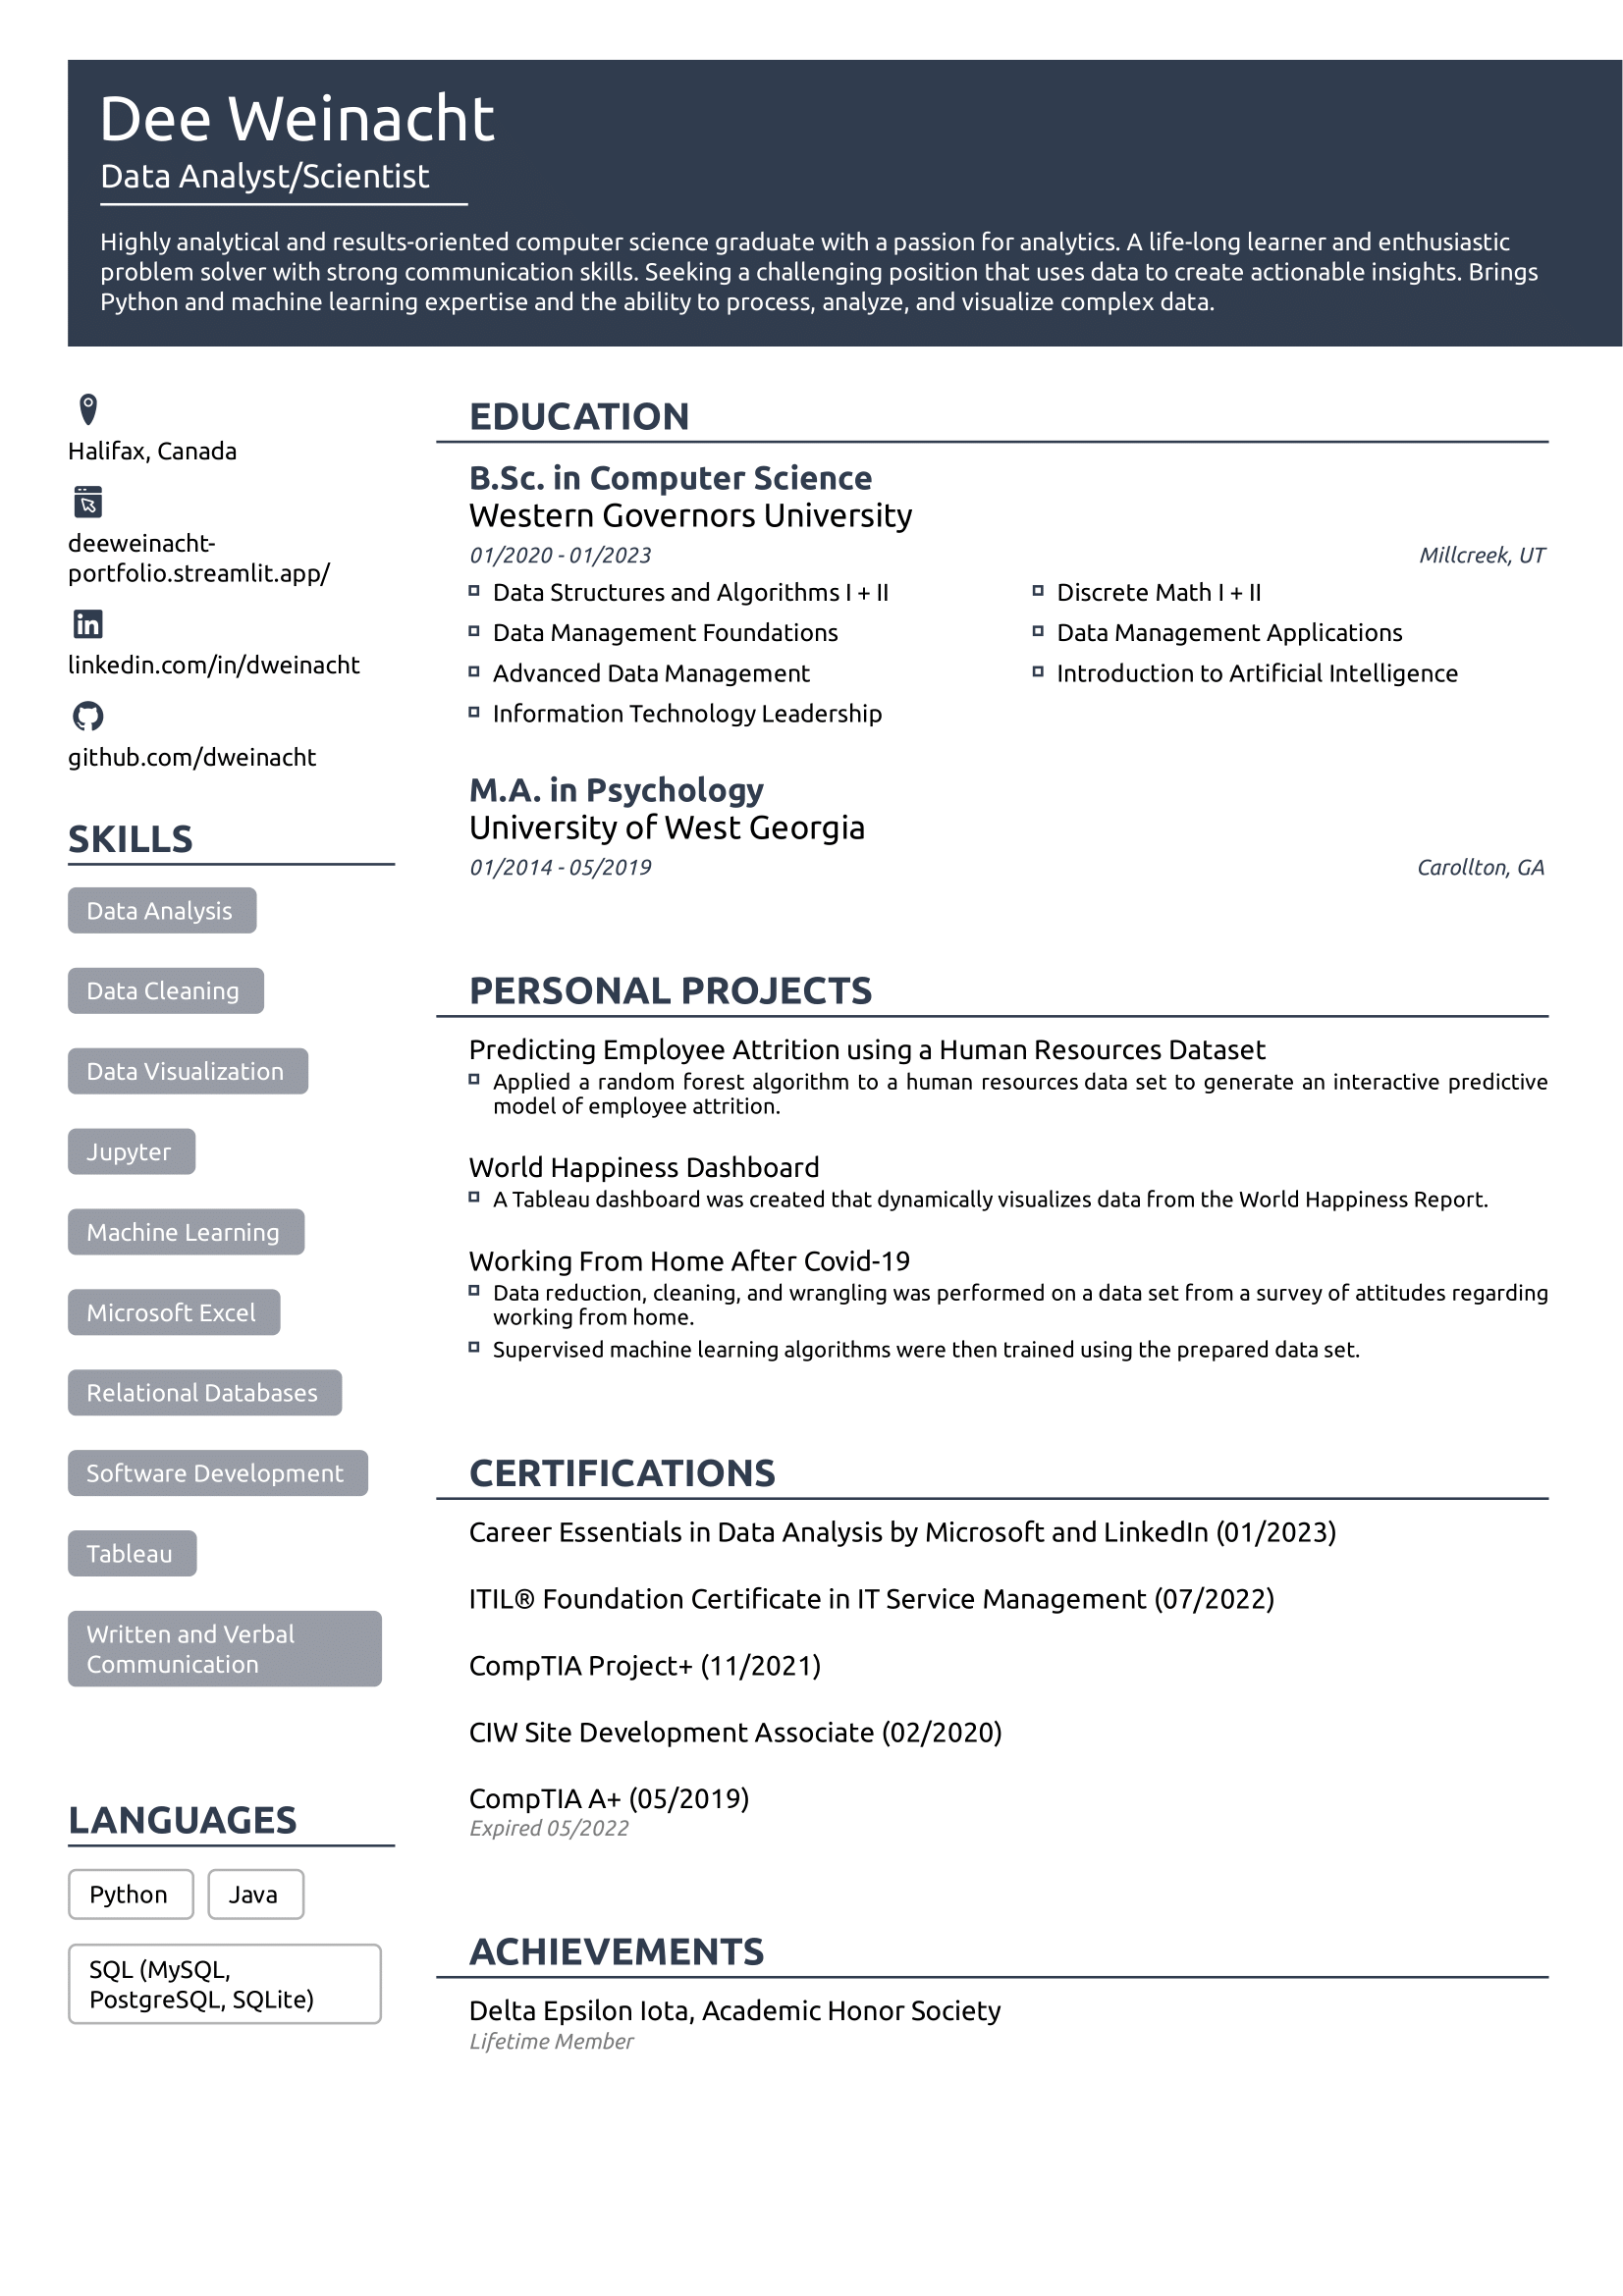 Dee Weinacht
Data Analyst/Scientist
Highly analytical and results-oriented computer science graduate with a passion for analytics. A life-long learner and enthusiastic
problem solver with strong communication skills. Seeking a challenging position that uses data to create actionable insights. Brings
Python and machine learning expertise and the ability to process, analyze, and visualize complex data.
Halifax, Canada
deeweinacht-
portfolio.streamlit.app/
linkedin.com/in/dweinacht
github.com/dweinacht
SKILLS
Data Analysis
Data Cleaning
Data Visualization
Jupyter
Machine Learning
Microsoft Excel
Relational Databases
Software Development
Tableau
Written and Verbal
Communication
LANGUAGES
Python
Java
SQL (MySQL,
PostgreSQL, SQLite)
EDUCATION
B.Sc. in Computer Science
Western Governors University
01/2020 - 01/2023 Millcreek, UT
Data Structures and Algorithms I + II
Discrete Math I + II
Data Management Foundations
Data Management Applications
Advanced Data Management
Introduction to Artificial Intelligence
Information Technology Leadership
M.A. in Psychology
University of West Georgia
01/2014 - 05/2019 Carollton, GA
PERSONAL PROJECTS
Predicting Employee Attrition using a Human Resources Dataset
Applied a random forest algorithm to a human resources data set to generate an interactive predictive
model of employee attrition.
World Happiness Dashboard
A Tableau dashboard was created that dynamically visualizes data from the World Happiness Report.
Working From Home After Covid-19
Data reduction, cleaning, and wrangling was performed on a data set from a survey of attitudes regarding
working from home.
Supervised machine learning algorithms were then trained using the prepared data set.
CERTIFICATIONS
Career Essentials in Data Analysis by Microsoft and LinkedIn (01/2023)
ITIL® Foundation Certificate in IT Service Management (07/2022)
CompTIA Project+ (11/2021)
CIW Site Development Associate (02/2020)
CompTIA A+ (05/2019)
Expired 05/2022
ACHIEVEMENTS
Delta Epsilon Iota, Academic Honor Society
Lifetime Member